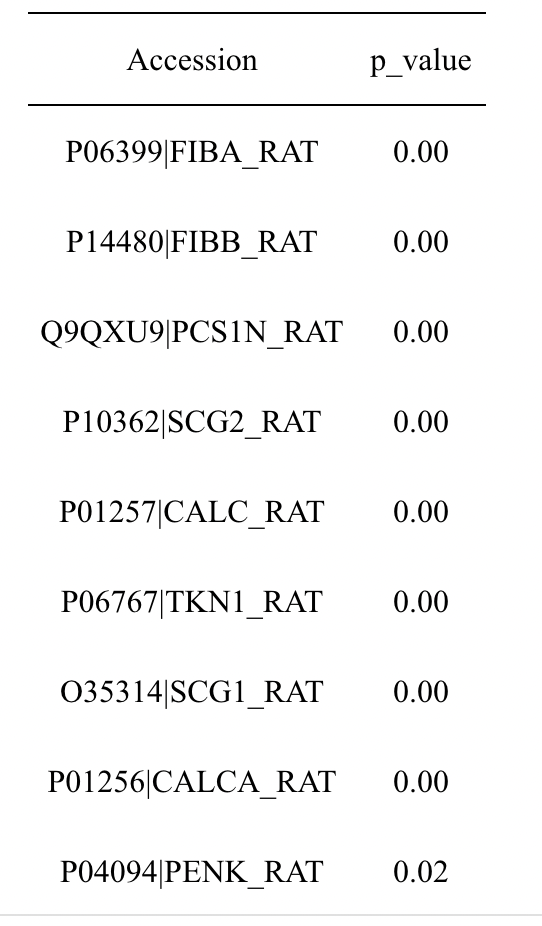 Accession p_value
P06399|FIBA_RAT 0.00
P14480|FIBB_RAT 0.00
Q9QXU9|PCS1N_RAT 0.00
P10362|SCG2_RAT 0.00
P01257|CALC_RAT 0.00
P06767|TKN1_RAT 0.00
O35314|SCG1_RAT 0.00
P01256|CALCA_RAT 0.00
P04094|PENK_RAT 0.02